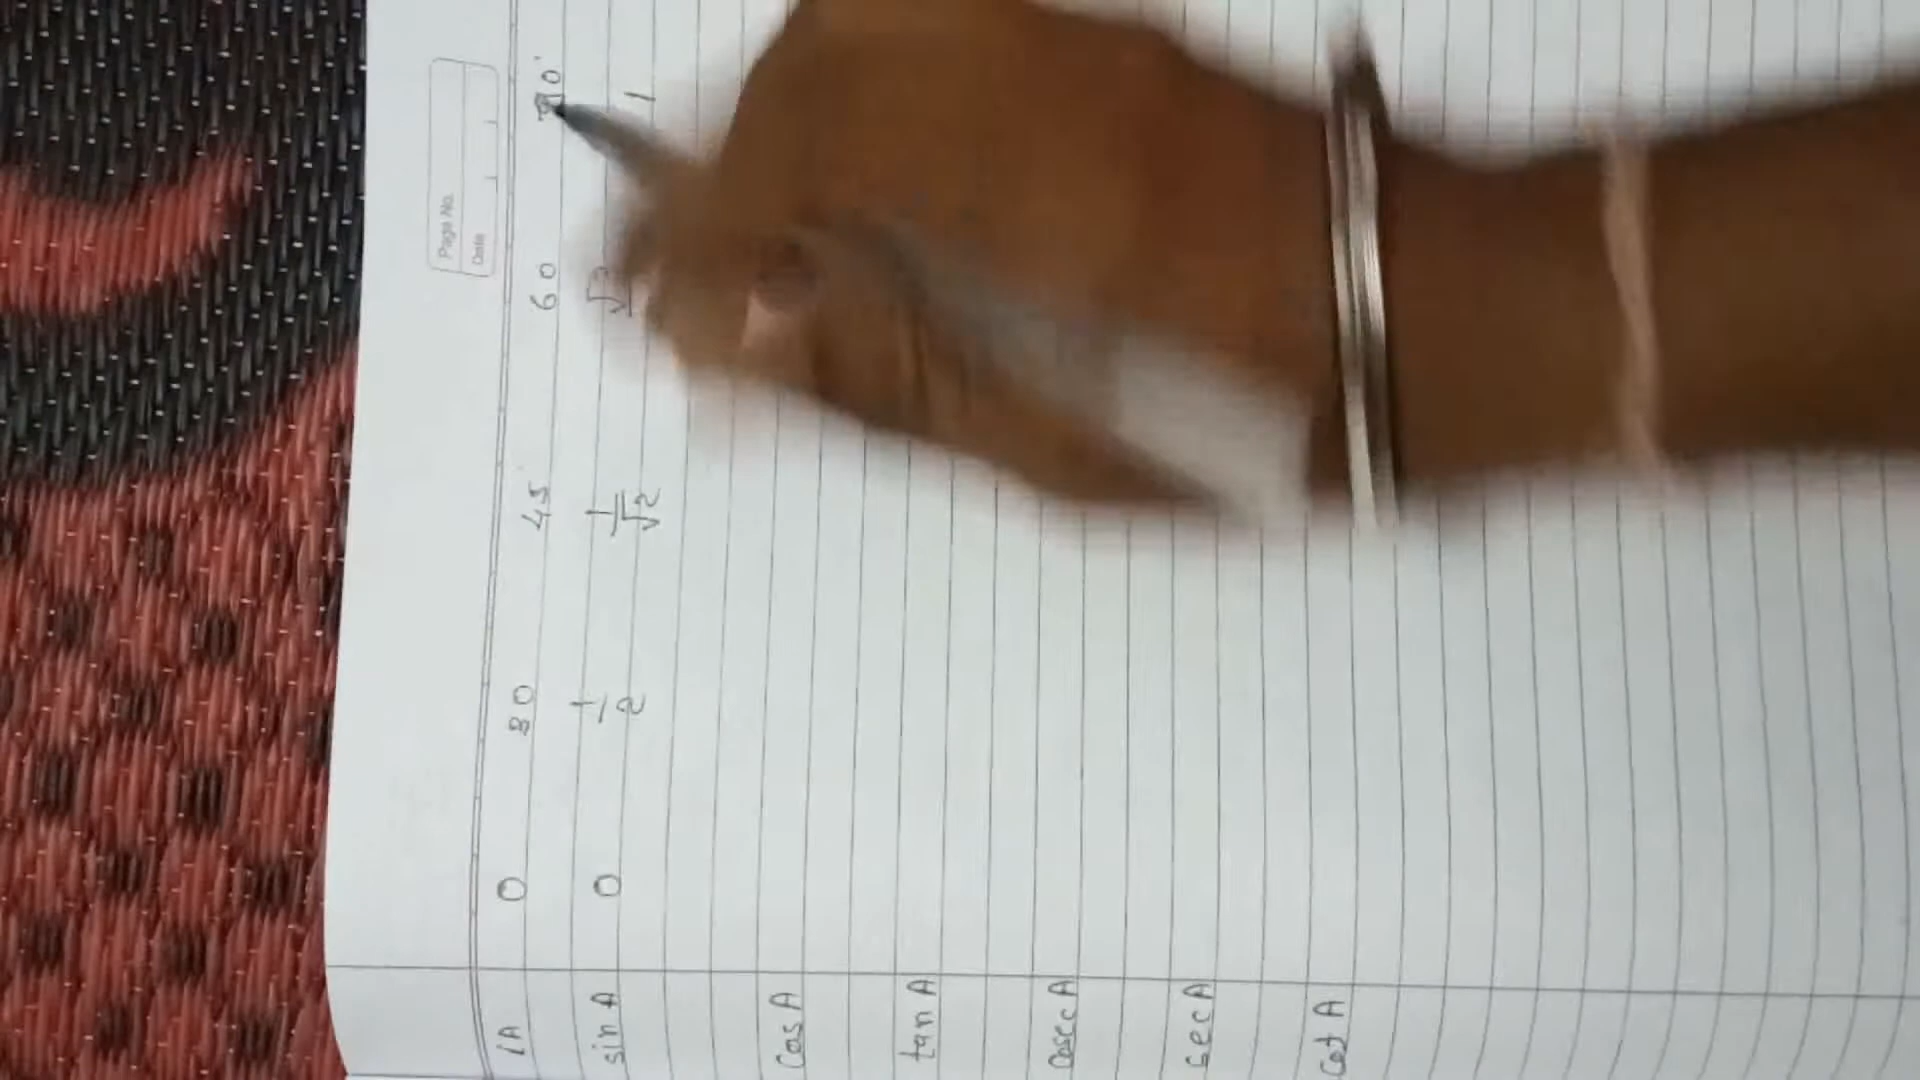 Page No.
Date
∠A 0 30 45 60 90°
sin A 0 1/2 1/√2 √3 1
cos A
tan A
cosec A
sec A
cot A